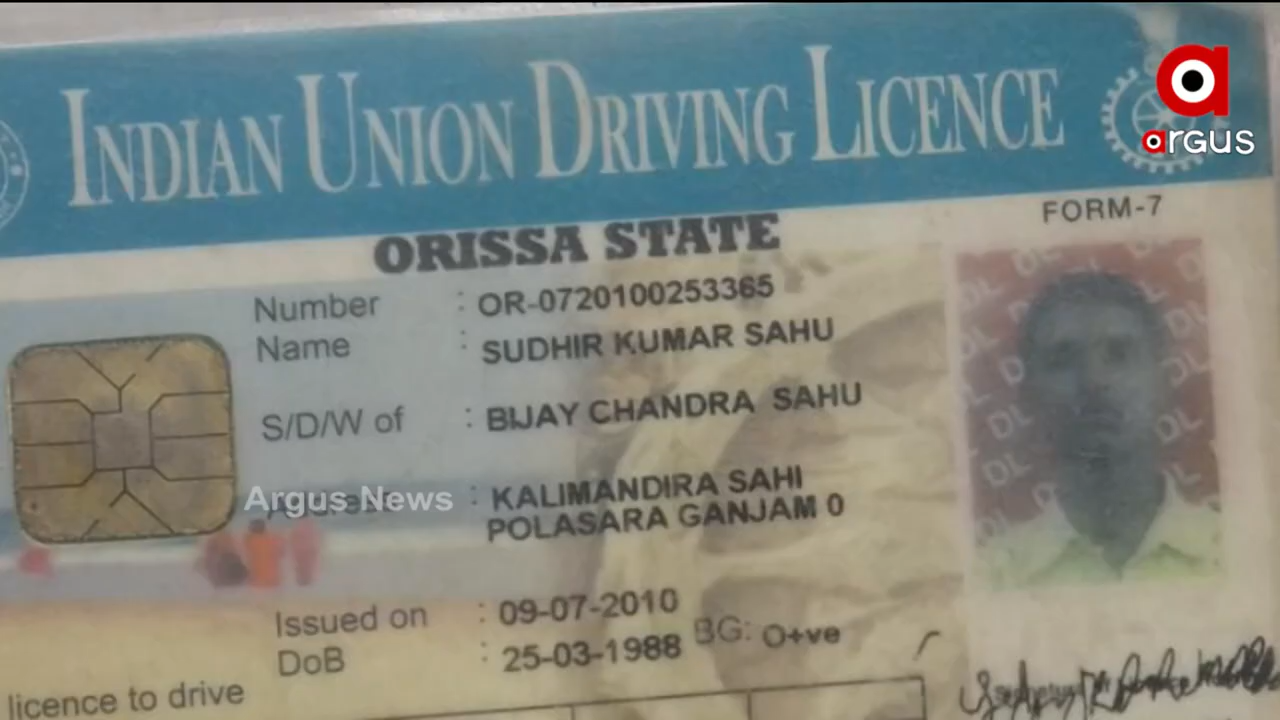 INDIAN UNION DRIVING LICENCE
argus
FORM-7
ORISSA STATE
Number : OR-0720100253365
Name : SUDHIR KUMAR SAHU
S/D/W of : BIJAY CHANDRA SAHU
Argus News
: KALIMANDIRA SAHI
POLASARA GANJAM 0
Issued on : 09-07-2010
DoB : 25-03-1988 BG: O+ve
licence to drive